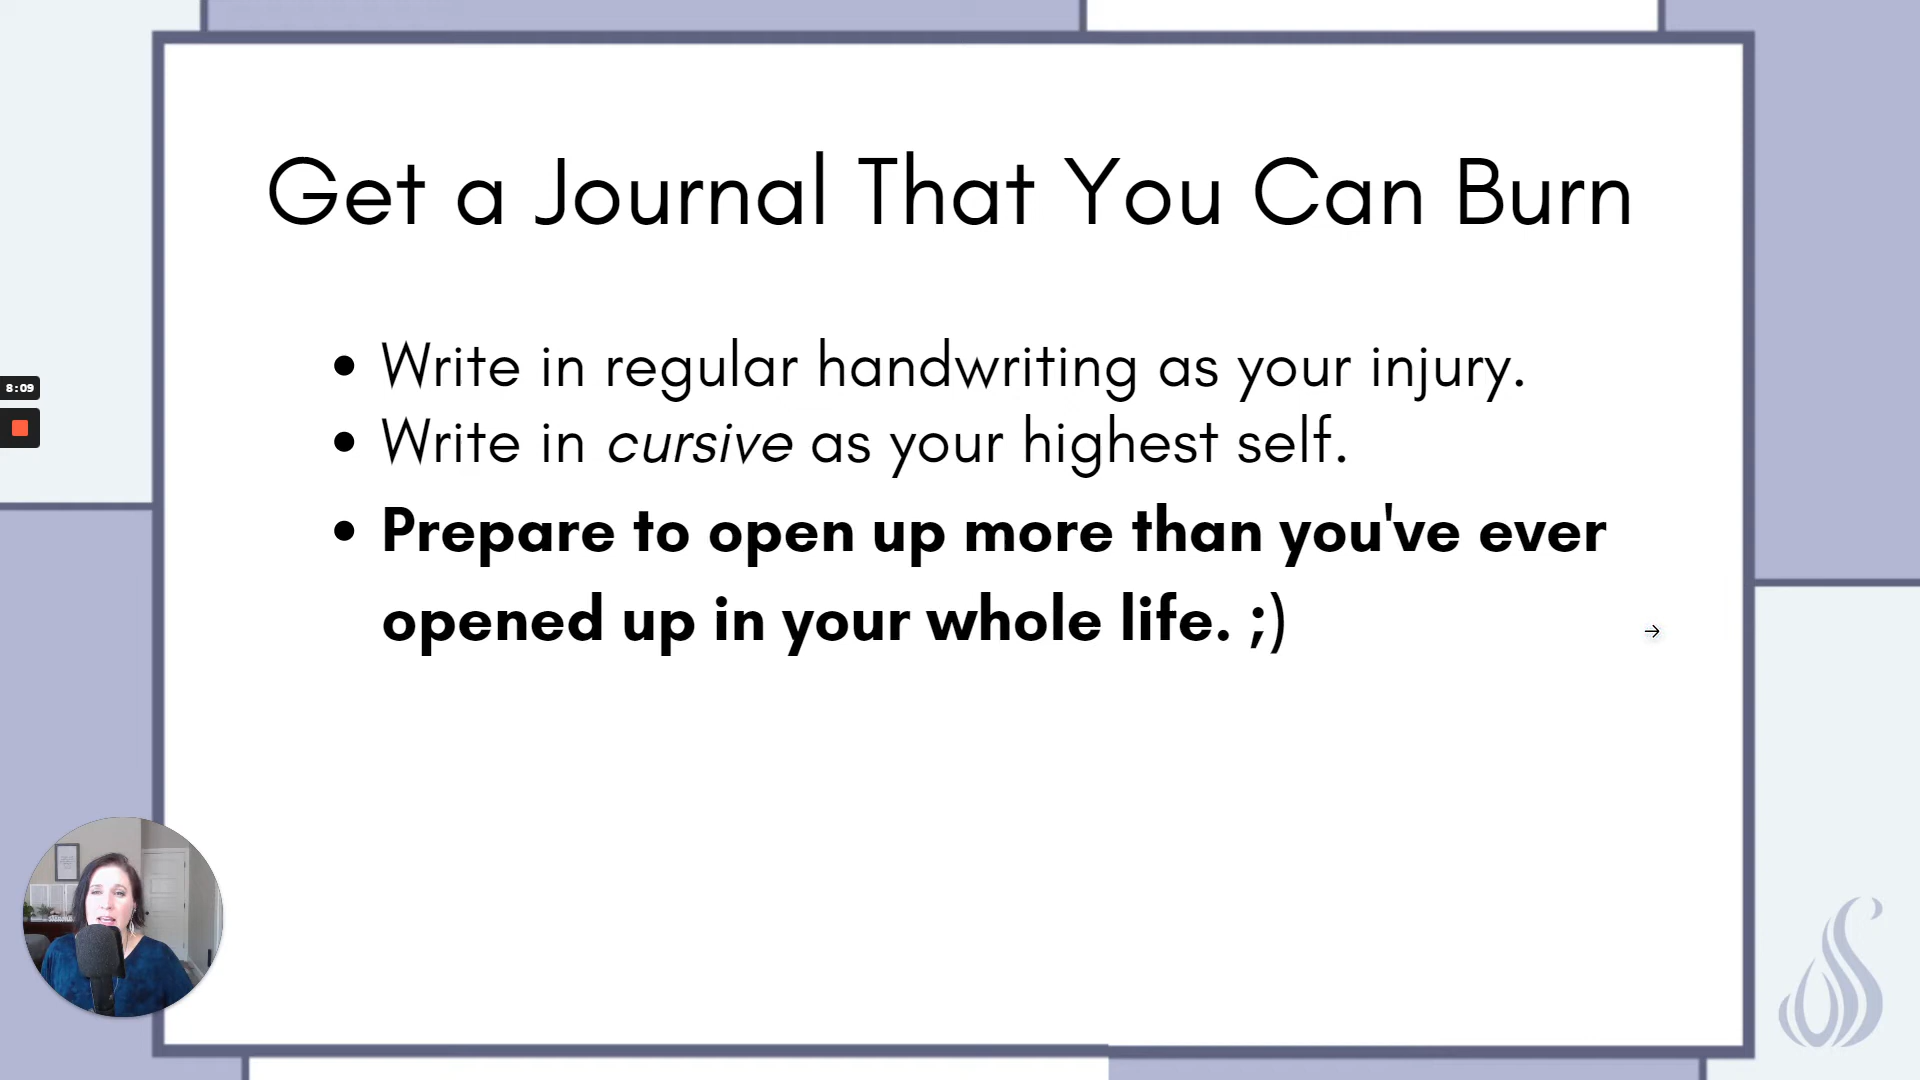 Get a Journal That You Can Burn
• Write in regular handwriting as your injury.
8:09
• Write in cursive as your highest self.
• Prepare to open up more than you've ever
opened up in your whole life. ;)
→